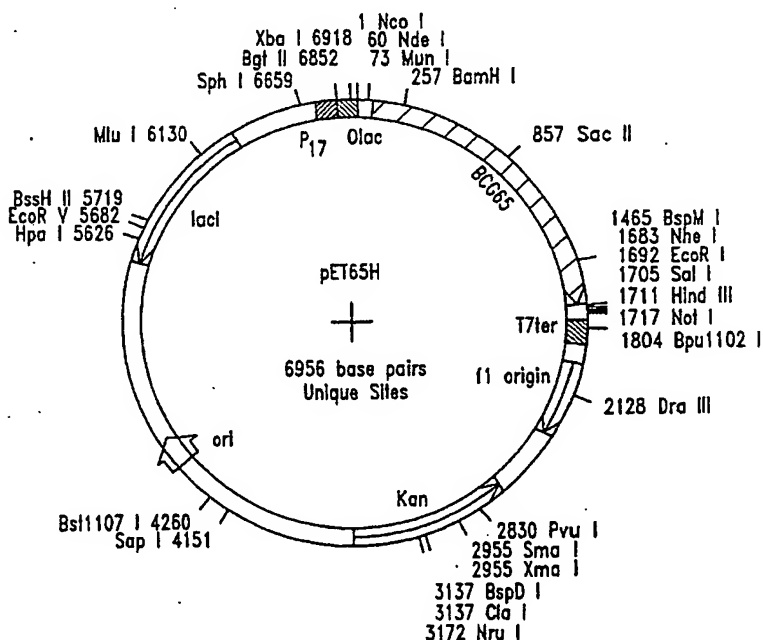 1 Nco I
Xba I 6918
60 Nde I
Bgt II 6852
73 Mun I
Sph I 6659
257 BamH I
Mlu I 6130
P17
Olac
857 Sac II
BCG65
BssH II 5719
EcoR V 5682
Hpa I 5626
lacI
1465 BspM I
1683 Nhe I
1692 EcoR I
1705 Sal I
1711 Hind III
1717 Not I
1804 Bpu1102 I
pET65H
T7ter
6956 base pairs
Unique Sites
f1 origin
2128 Dra III
ori
Kan
Bst1107 I 4260
Sap I 4151
2830 Pvu I
2955 Sma I
2955 Xma I
3137 BspD I
3137 Cla I
3172 Nru I